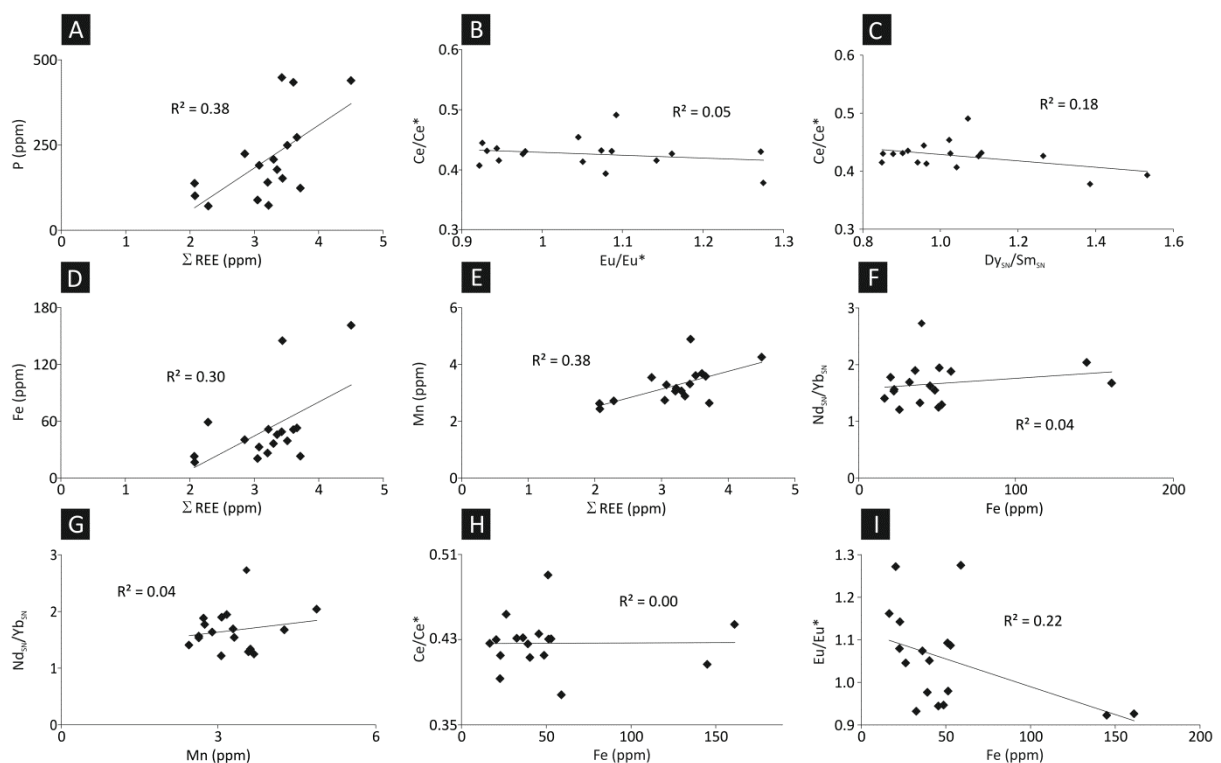 A
P (ppm)
500
250
0
R² = 0.38
0 1 2 3 4 5
Σ REE (ppm)
B
Ce/Ce*
0.6
0.5
0.4
0.3
R² = 0.05
0.9 1 1.1 1.2 1.3
Eu/Eu*
C
Ce/Ce*
0.6
0.5
0.4
0.3
R² = 0.18
0.8 1.0 1.2 1.4 1.6
Dy_SN/Sm_SN
D
Fe (ppm)
180
120
60
0
R² = 0.30
0 1 2 3 4 5
Σ REE (ppm)
E
Mn (ppm)
6
4
2
0
R² = 0.38
0 1 2 3 4 5
Σ REE (ppm)
F
Nd_SN/Yb_SN
3
2
1
0
R² = 0.04
0 100 200
Fe (ppm)
G
Nd_SN/Yb_SN
3
2
1
0
R² = 0.04
0 3 6
Mn (ppm)
H
Ce/Ce*
0.51
0.43
0.35
R² = 0.00
0 50 100 150
Fe (ppm)
I
Eu/Eu*
1.3
1.2
1.1
1.0
0.9
R² = 0.22
0 50 100 150 200
Fe (ppm)